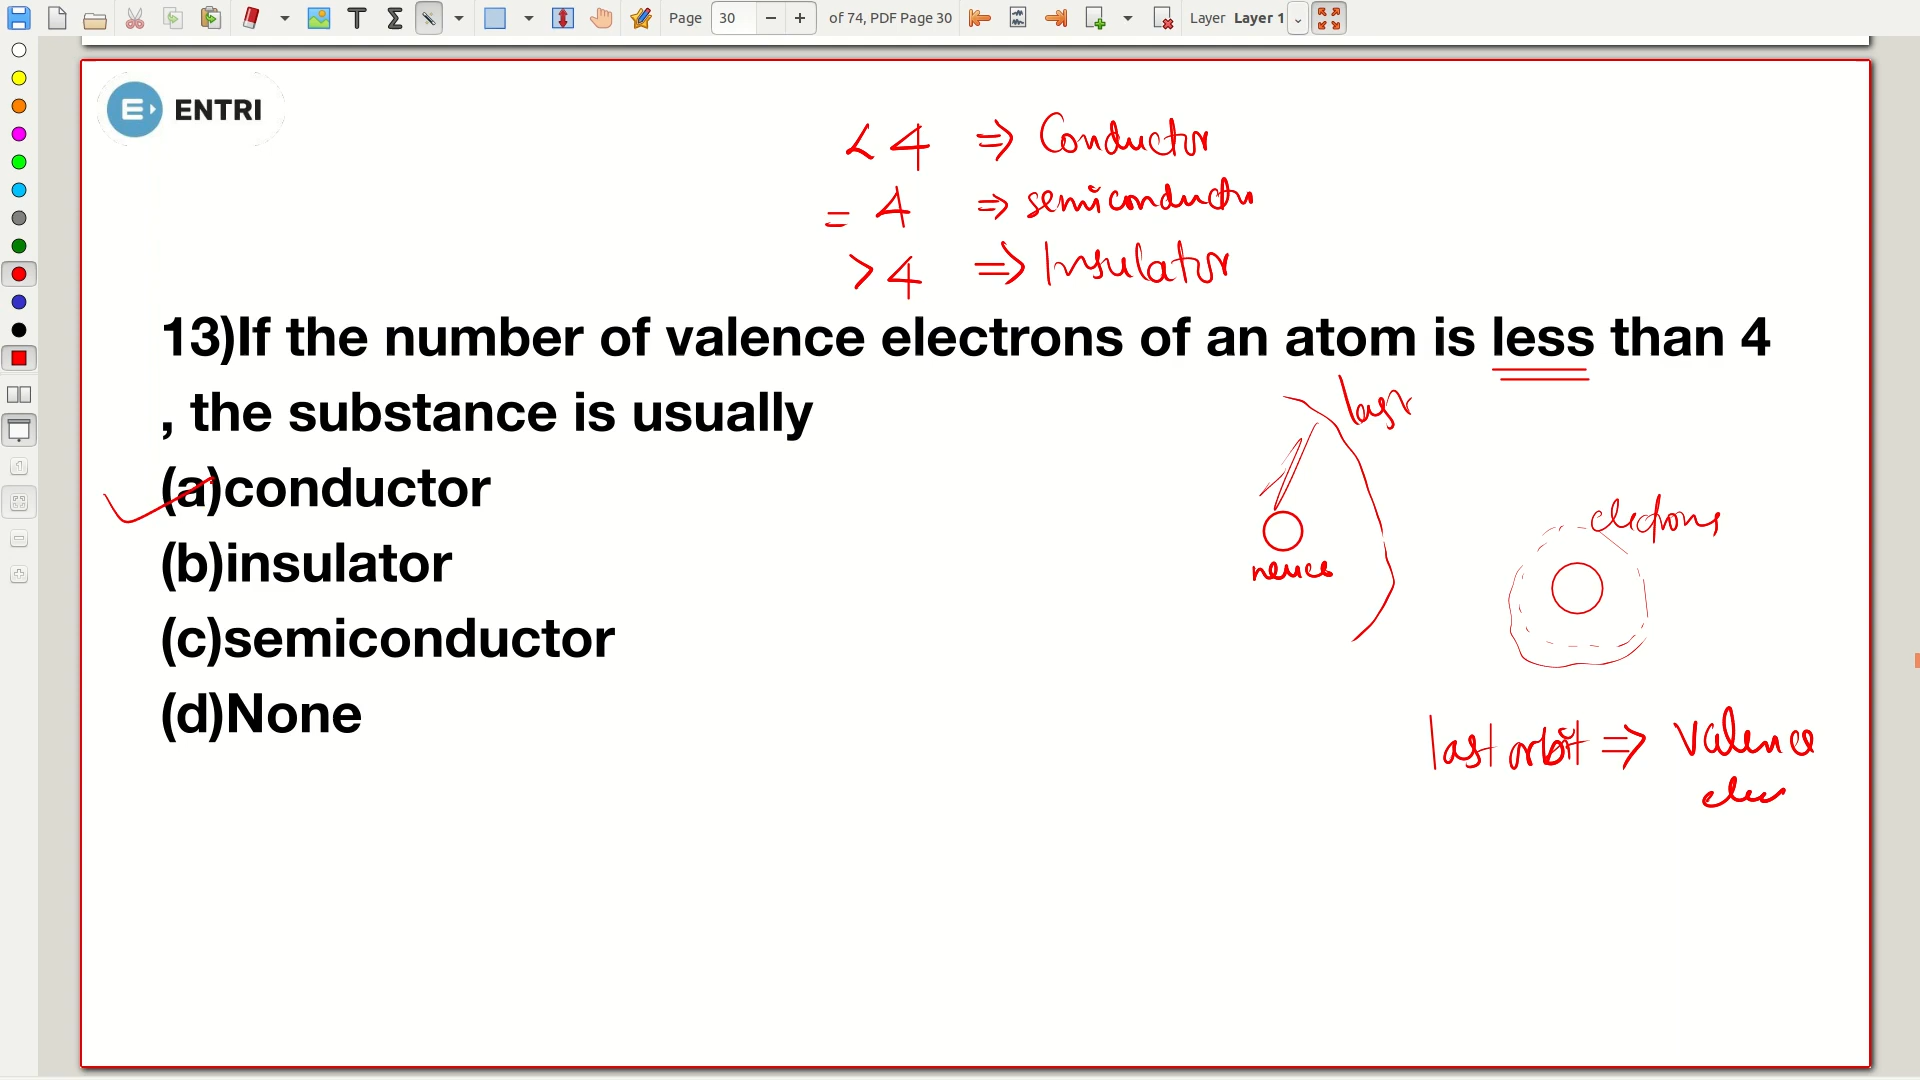 Page 30 of 74, PDF Page 30 Layer Layer 1
ENTRI
< 4 => Conductor
= 4 => semiconductor
> 4 => Insulator
13)If the number of valence electrons of an atom is less than 4
, the substance is usually
(a)conductor
(b)insulator
(c)semiconductor
(d)None
last
electrons
last orbit => Valence
elec